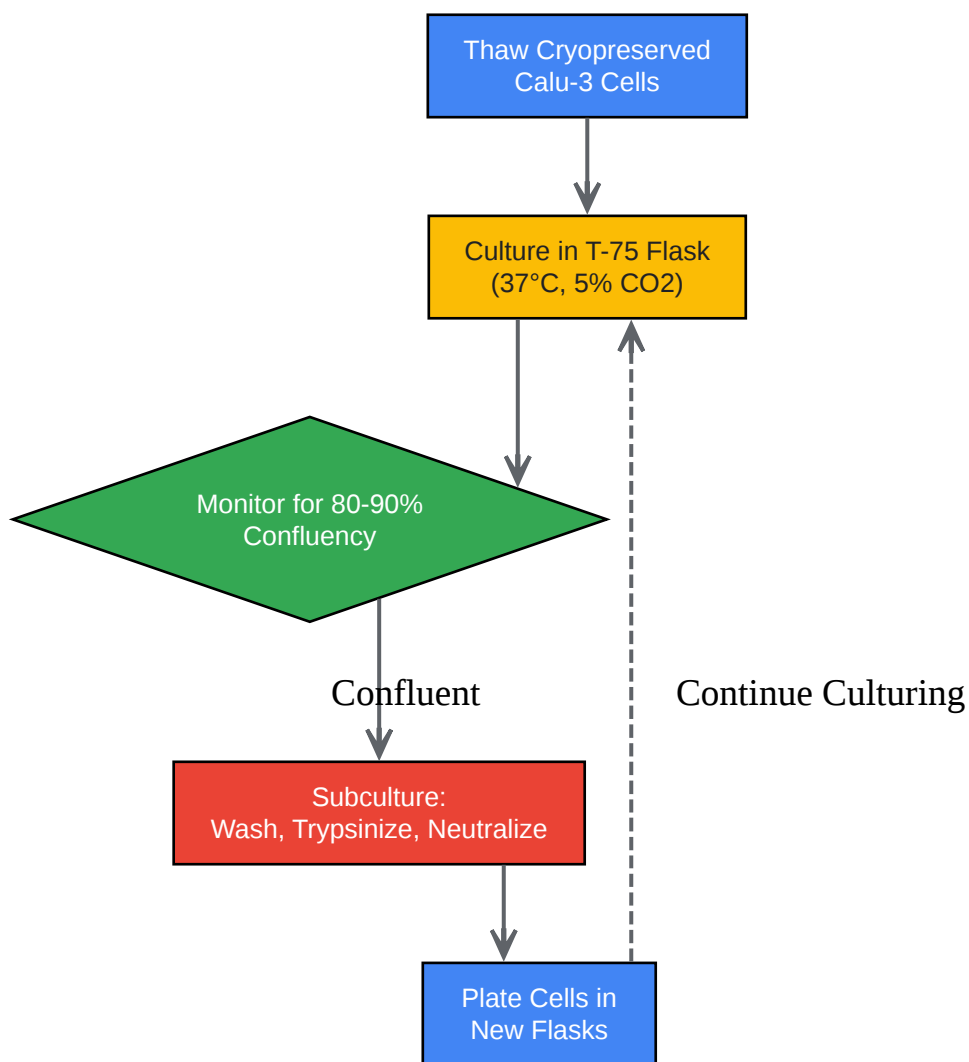 Thaw Cryopreserved
Calu-3 Cells
Culture in T-75 Flask
(37°C, 5% CO2)
Monitor for 80-90%
Confluency
Confluent
Continue Culturing
Subculture:
Wash, Trypsinize, Neutralize
Plate Cells in
New Flasks